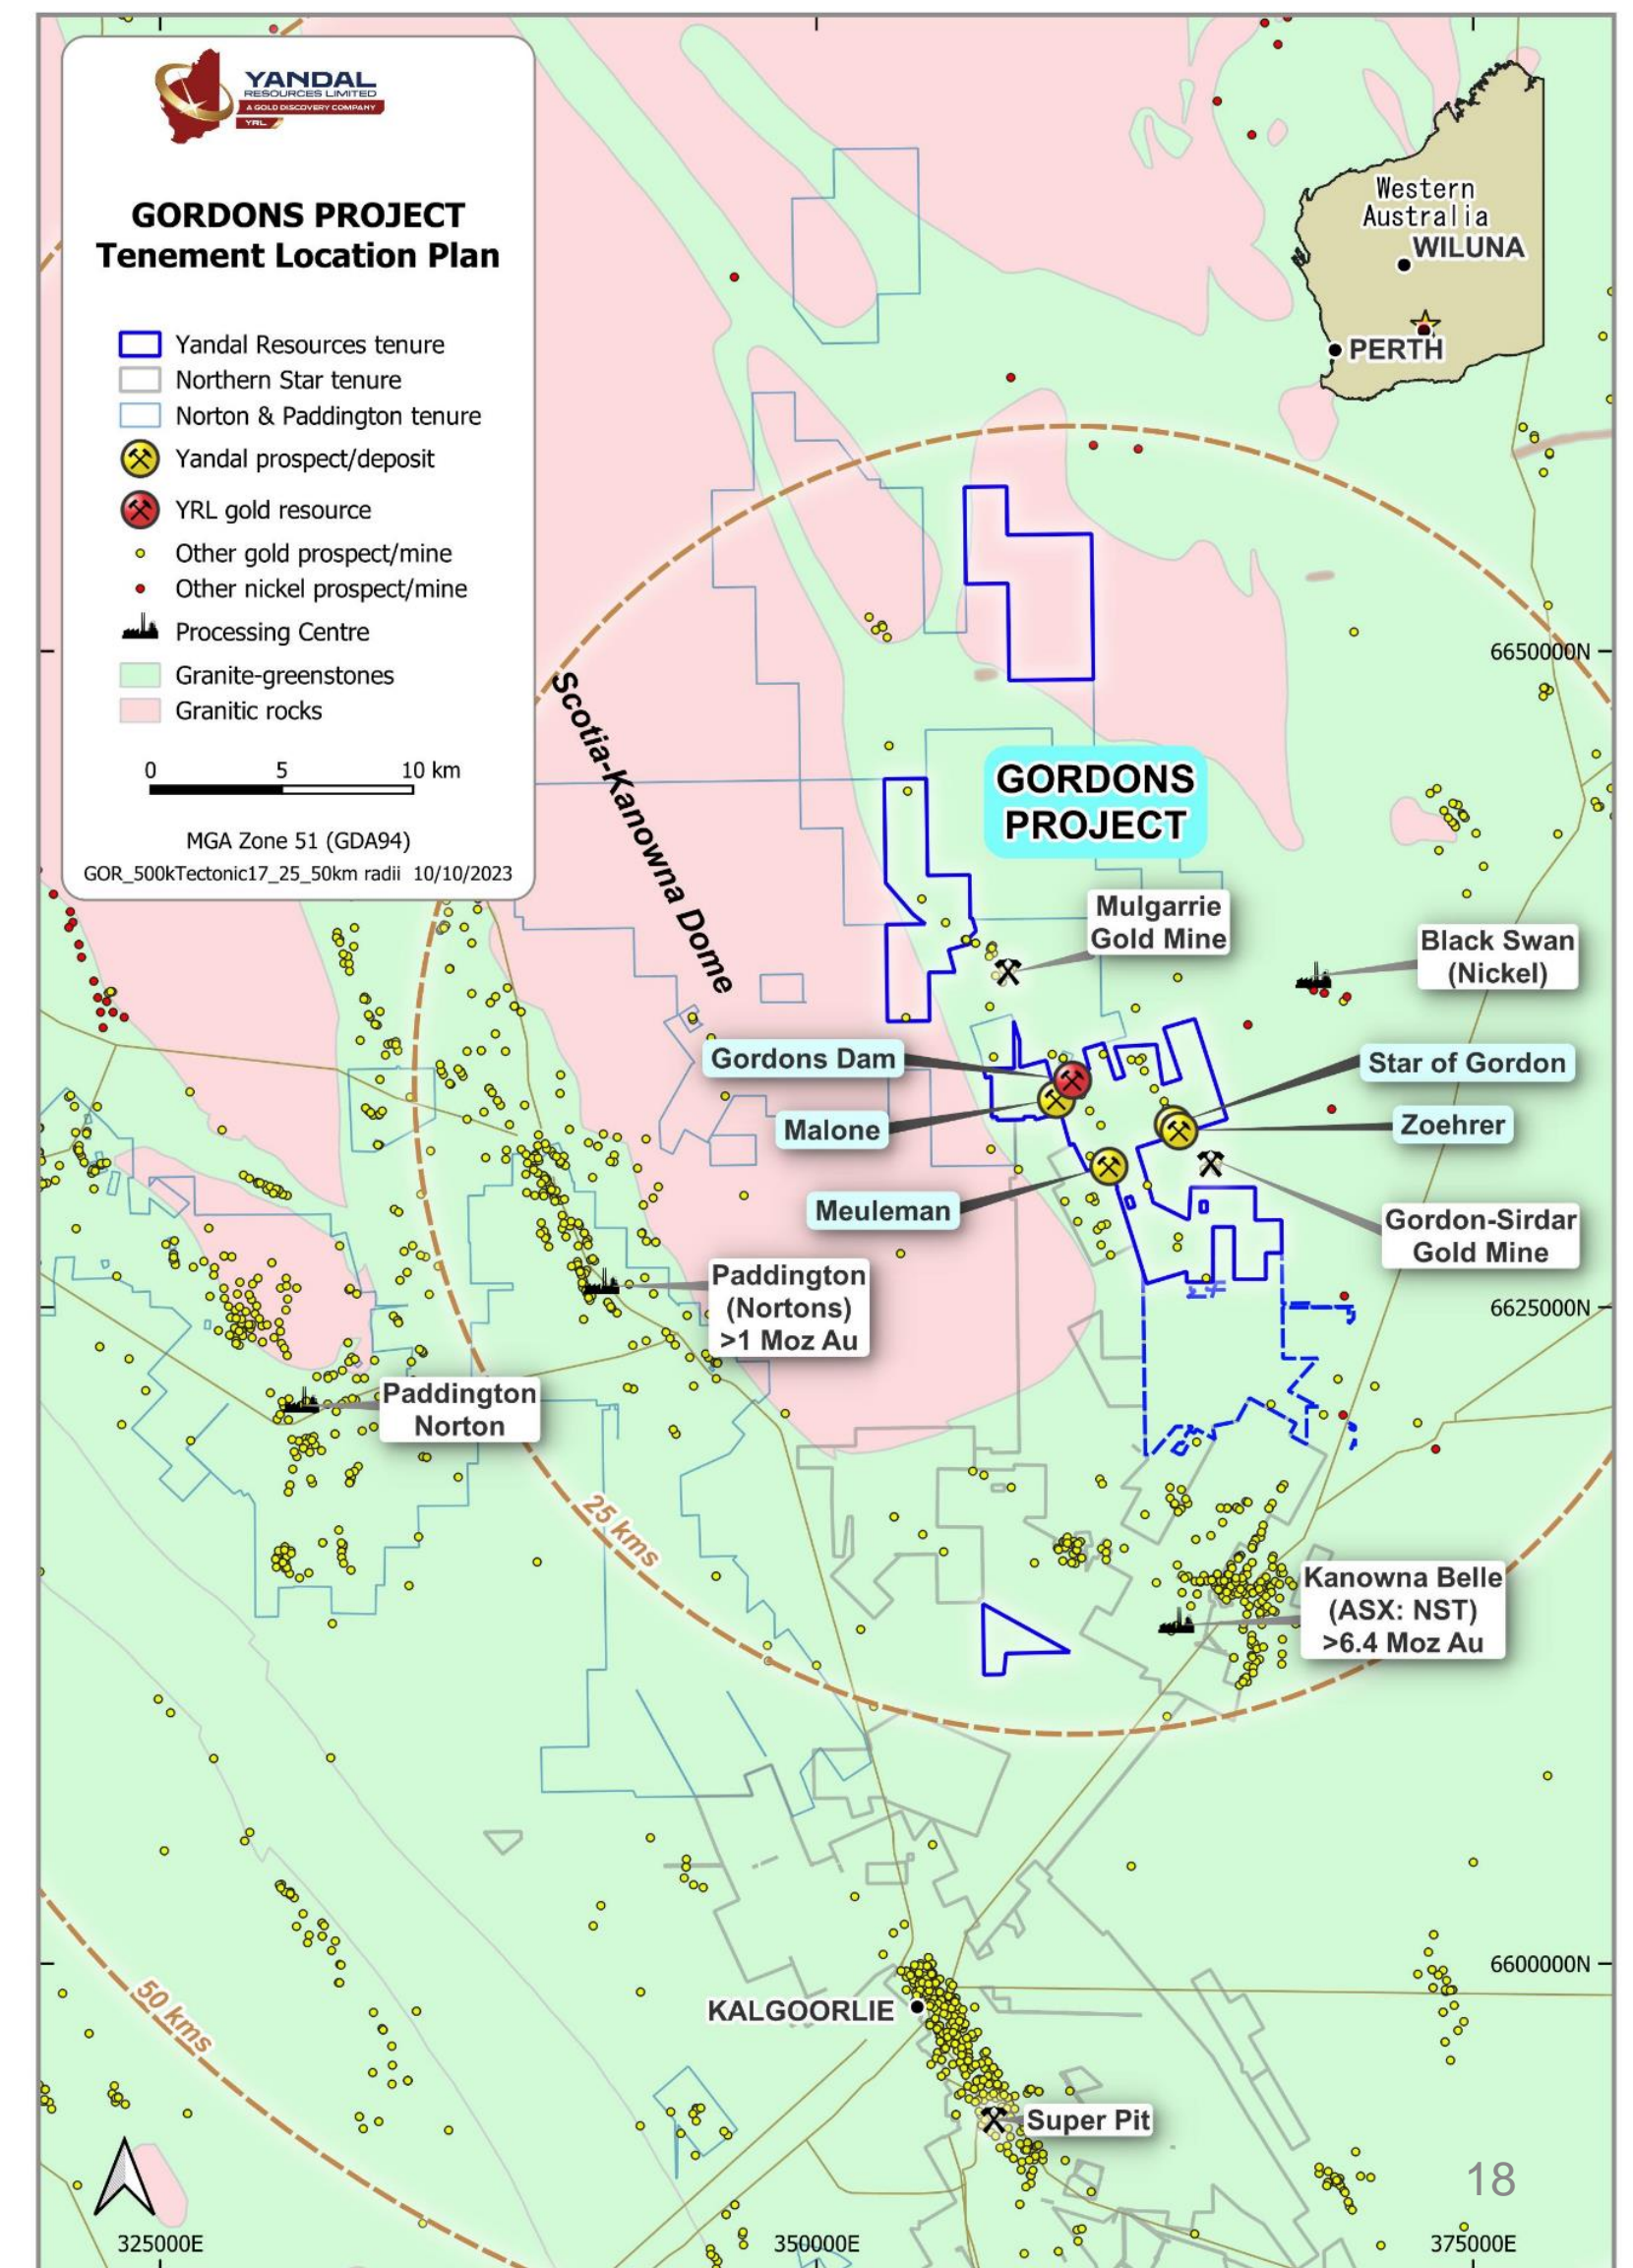 YANDAL
RESOURCES LIMITED
A GOLD DISCOVERY COMPANY
YRL
GORDONS PROJECT
Tenement Location Plan
Yandal Resources tenure
Northern Star tenure
Norton & Paddington tenure
Yandal prospect/deposit
YRL gold resource
Other gold prospect/mine
Other nickel prospect/mine
Processing Centre
Granite-greenstones
Granitic rocks
0 5 10 km
MGA Zone 51 (GDA94)
GOR_500kTectonic17_25_50km radii 10/10/2023
Western
Australia
WILUNA
PERTH
6650000N
Scotia-Kanowna Dome
GORDONS
PROJECT
Mulgarrie
Gold Mine
Black Swan
(Nickel)
Gordons Dam
Star of Gordon
Malone
Zoehrer
Meuleman
Gordon-Sirdar
Gold Mine
Paddington
(Nortons)
>1 Moz Au
6625000N
Paddington
Norton
25 kms
Kanowna Belle
(ASX: NST)
>6.4 Moz Au
6600000N
50 kms
KALGOORLIE
Super Pit
18
325000E
350000E
375000E